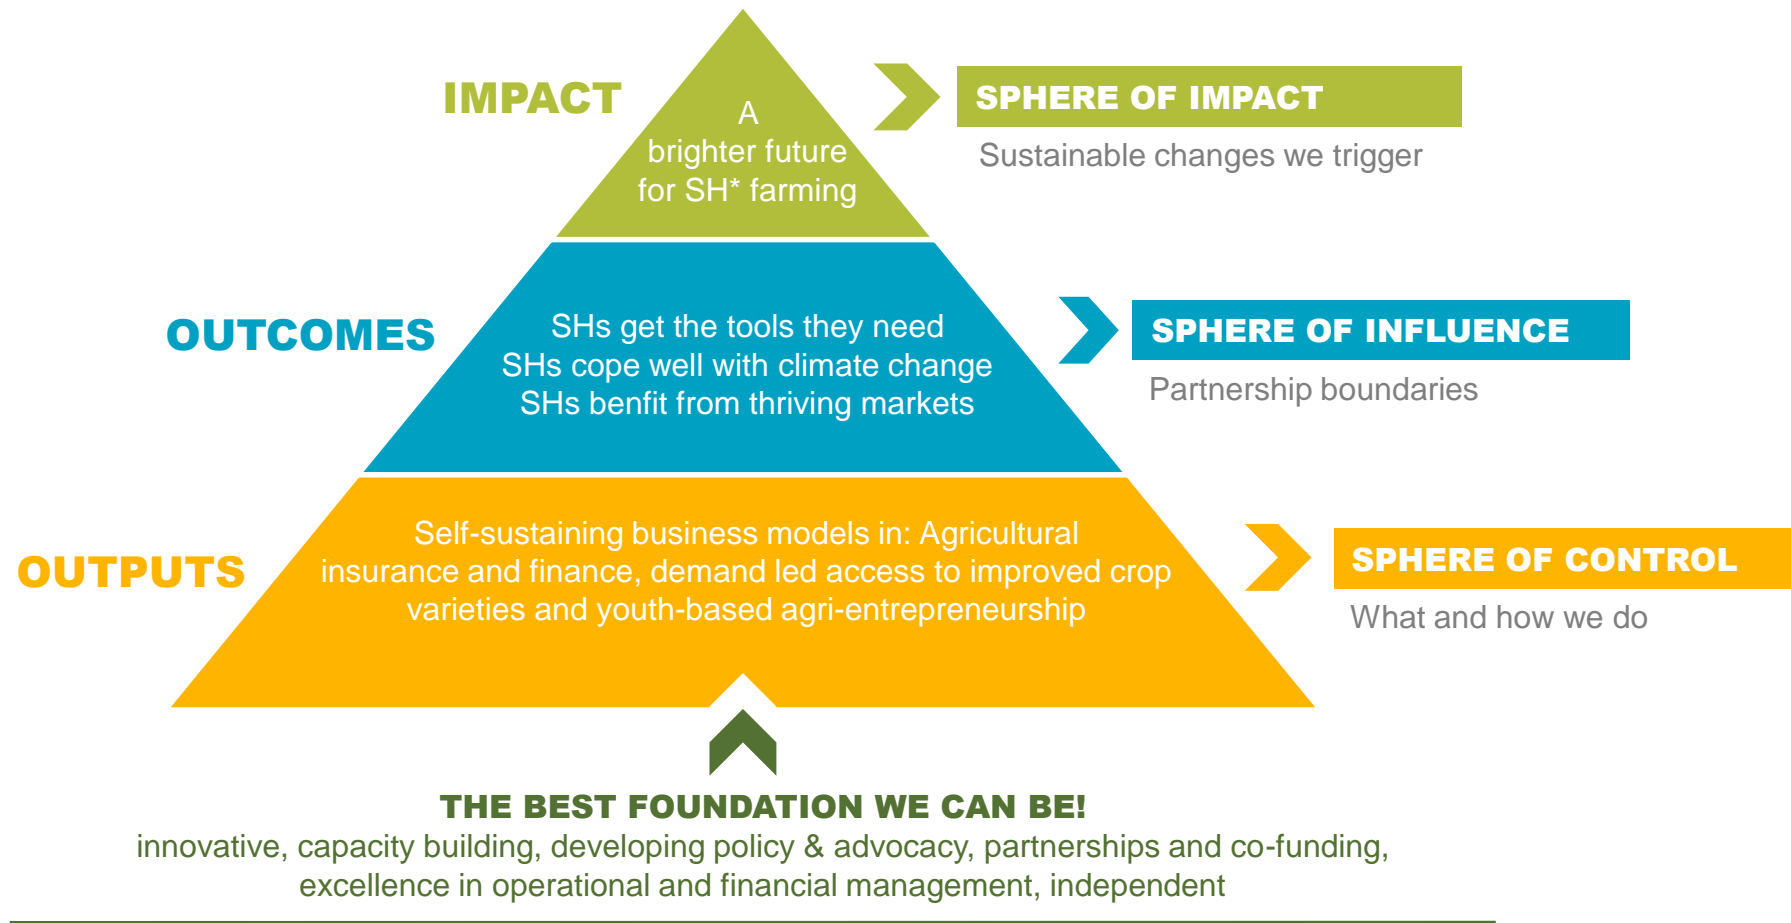 IMPACT
A
brighter future
for SH* farming
SPHERE OF IMPACT
Sustainable changes we trigger
OUTCOMES
SHs get the tools they need
SHs cope well with climate change
SHs benfit from thriving markets
SPHERE OF INFLUENCE
Partnership boundaries
OUTPUTS
Self-sustaining business models in: Agricultural
insurance and finance, demand led access to improved crop
varieties and youth-based agri-entrepreneurship
SPHERE OF CONTROL
What and how we do
THE BEST FOUNDATION WE CAN BE!
innovative, capacity building, developing policy & advocacy, partnerships and co-funding,
excellence in operational and financial management, independent